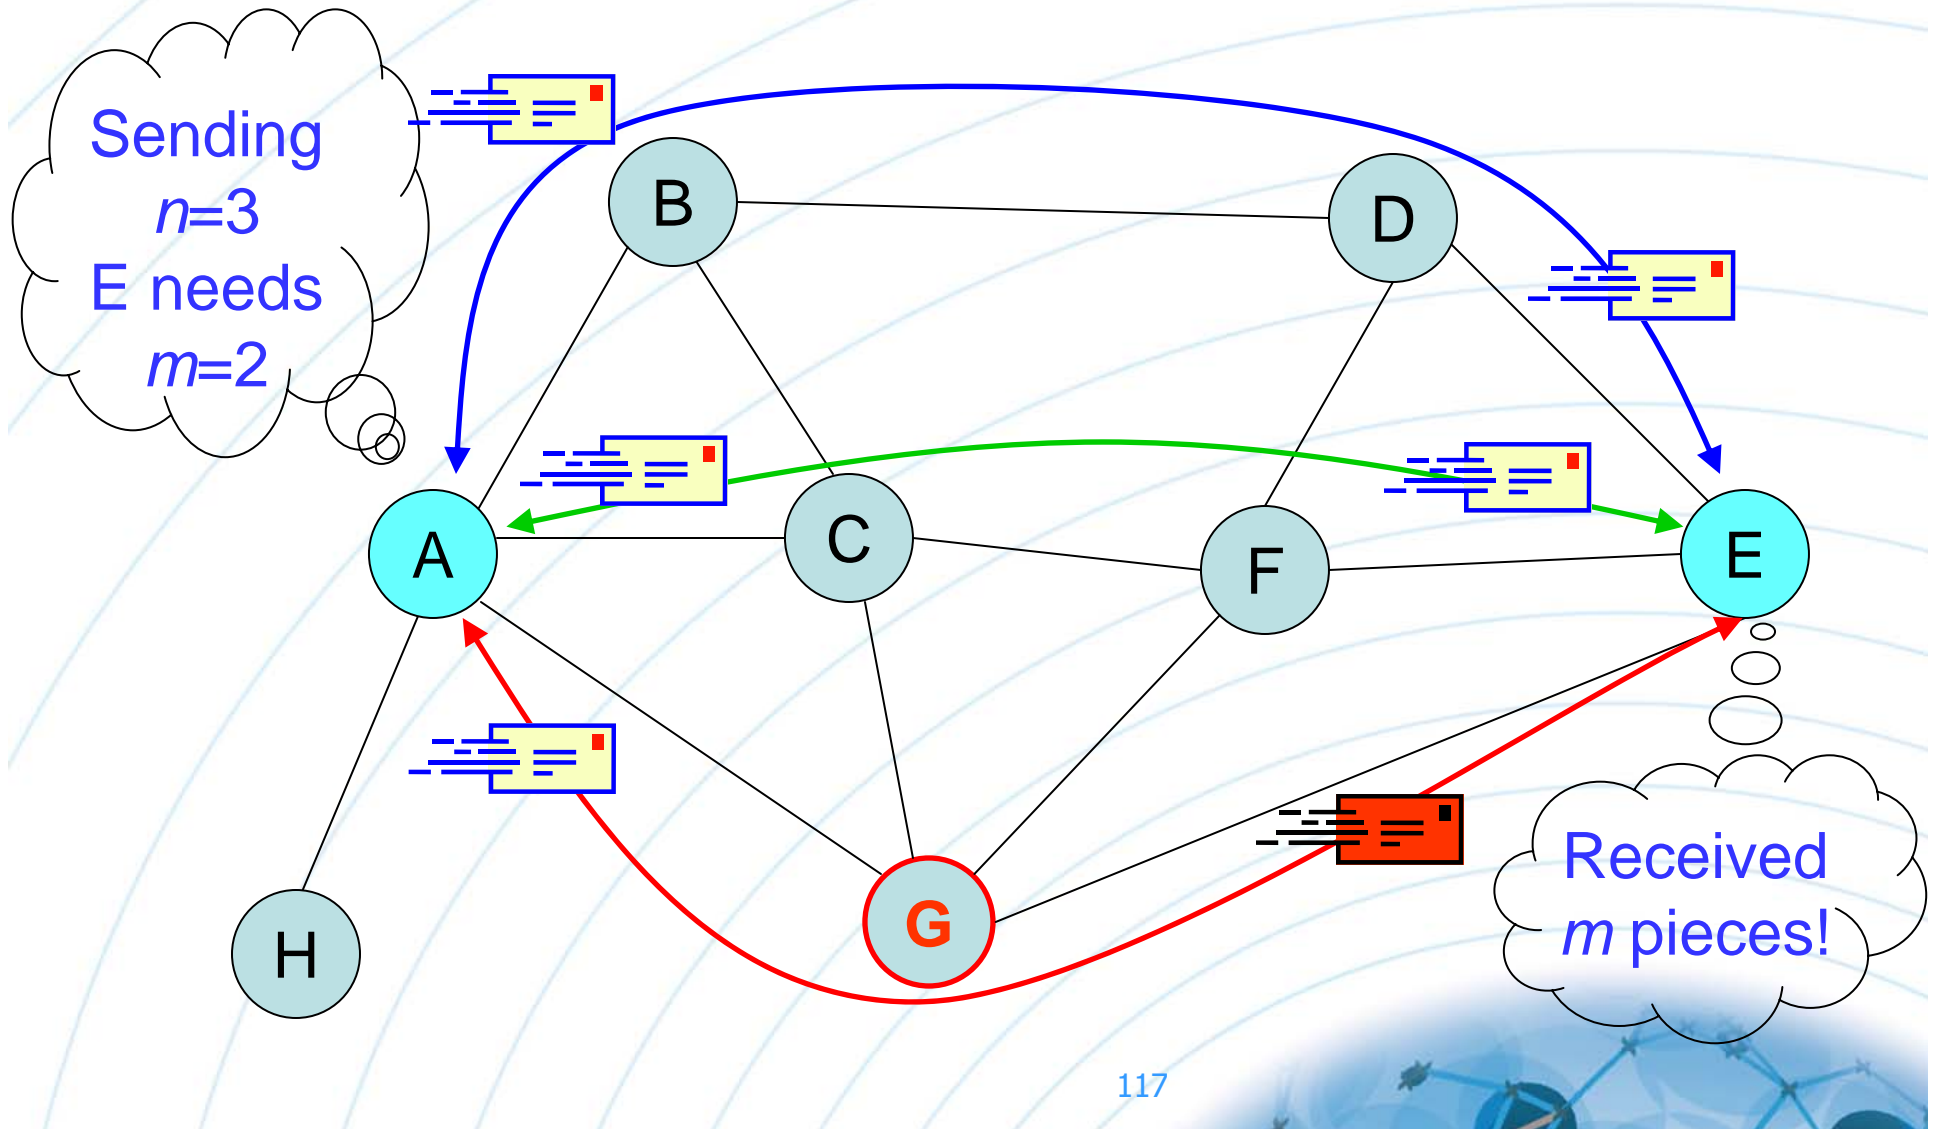 Sending
n=3
E needs
m=2
B
D
A
C
F
E
G
H
Received
m pieces!
117